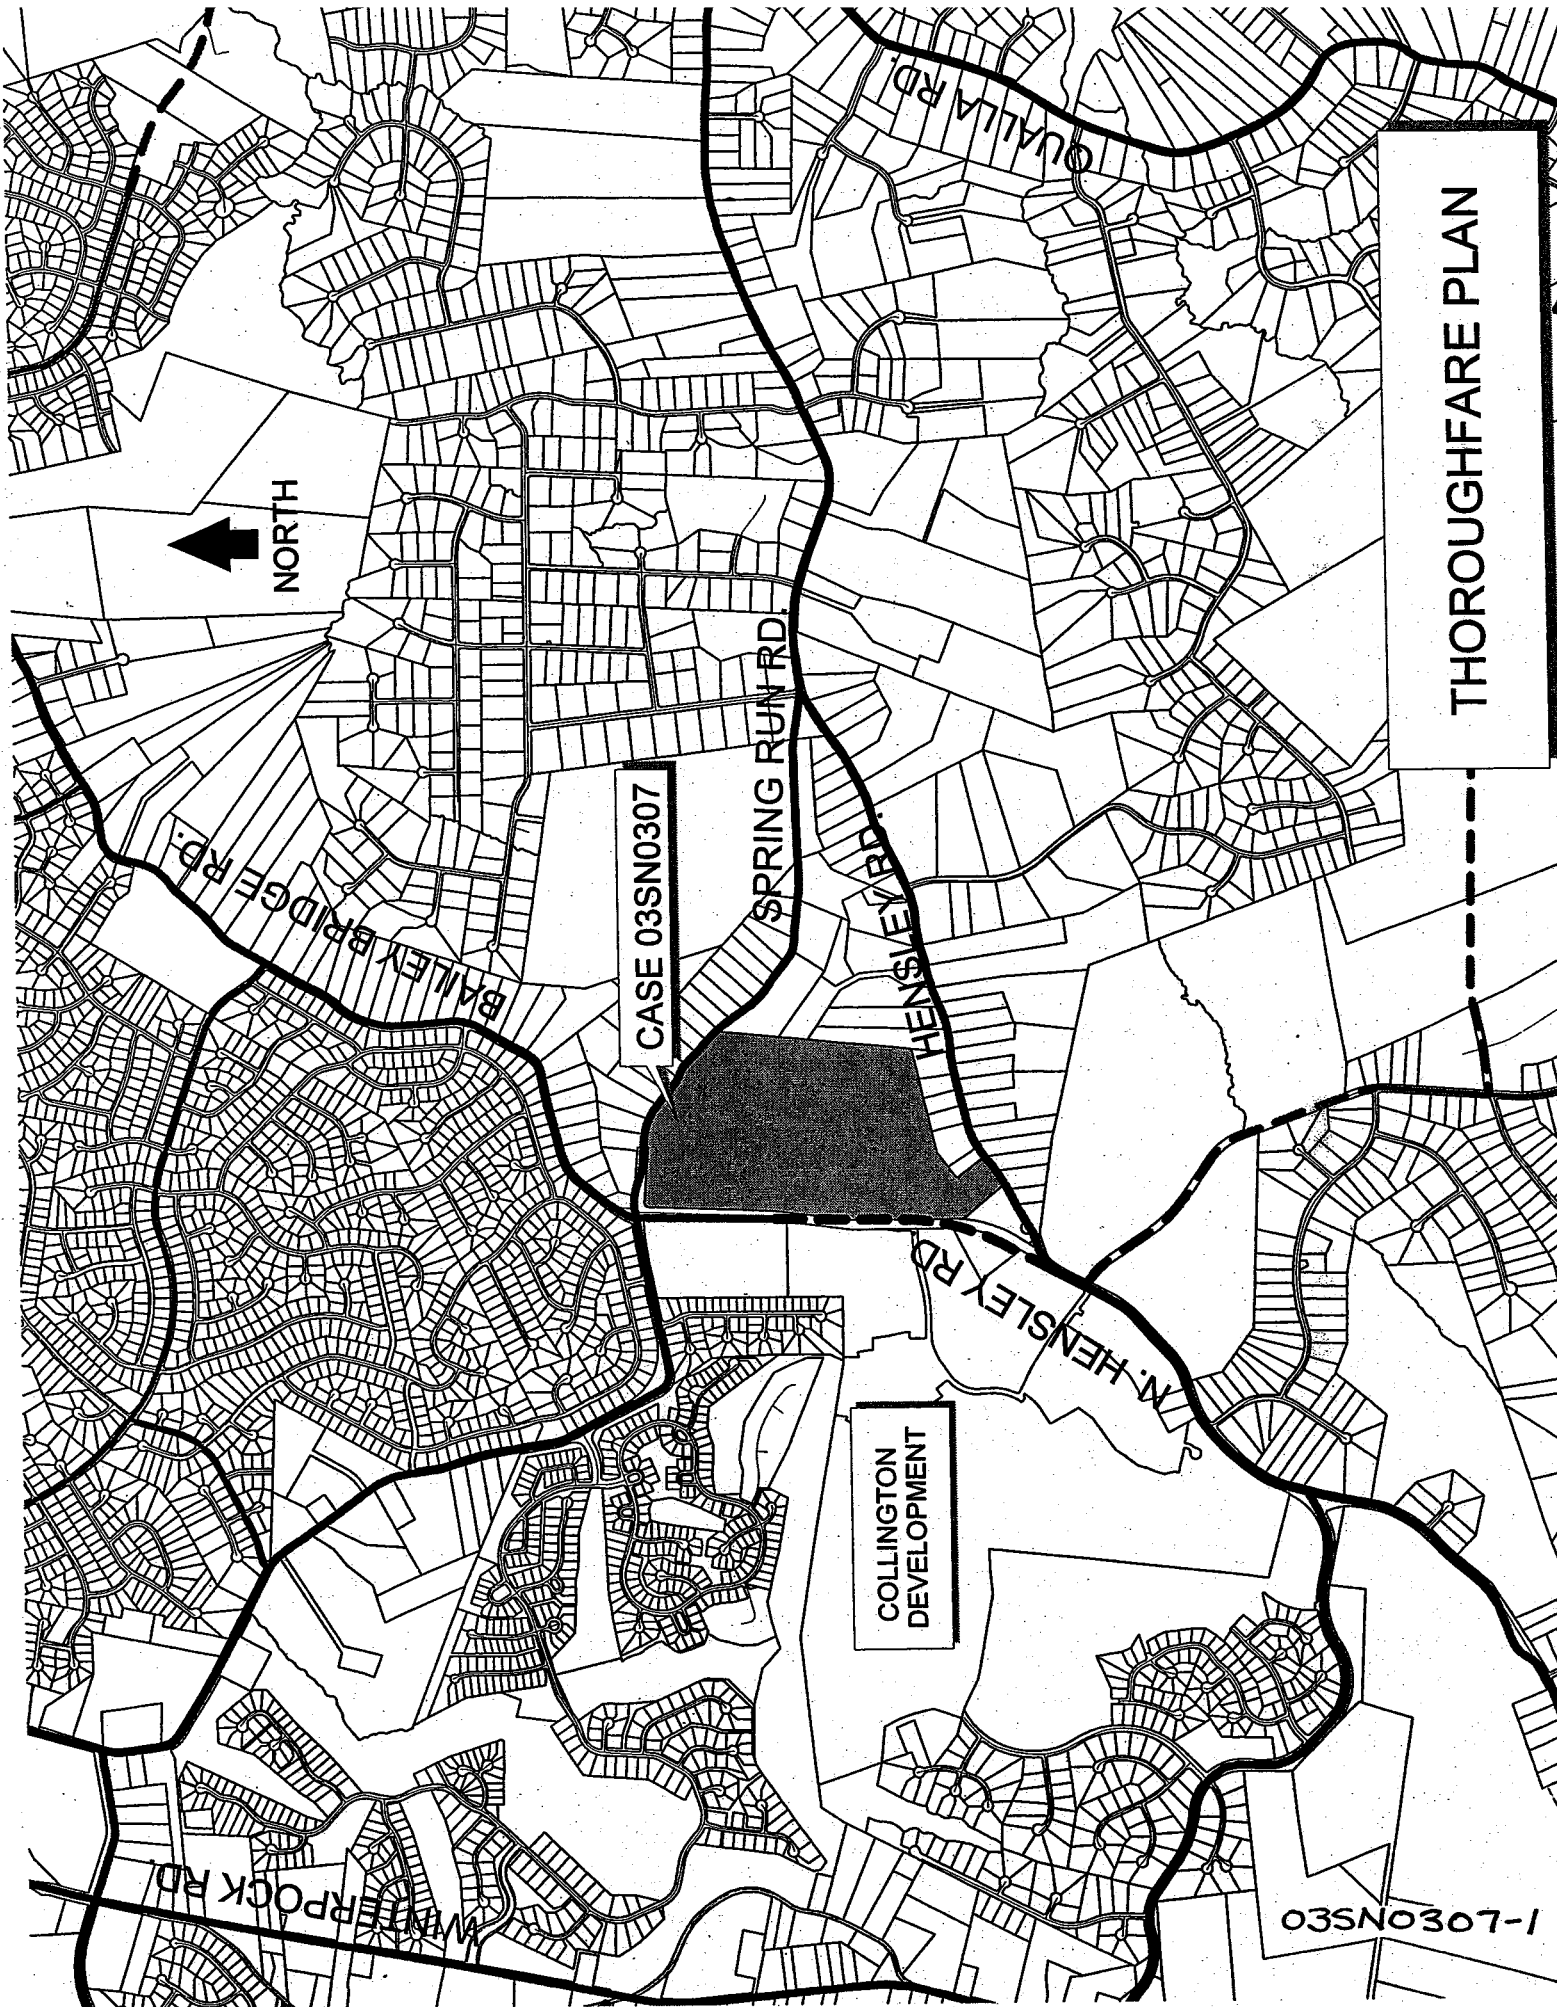 NORTH
BAILEY BRIDGE RD.
QUALLA RD.
SPRING RUN RD.
CASE 03SN0307
HENSLEY RD.
HENSLEY
N. HENSLEY RD
WINTERPOCK RD.
COLLINGTON
DEVELOPMENT
THOROUGHFARE PLAN
03SN0307-1